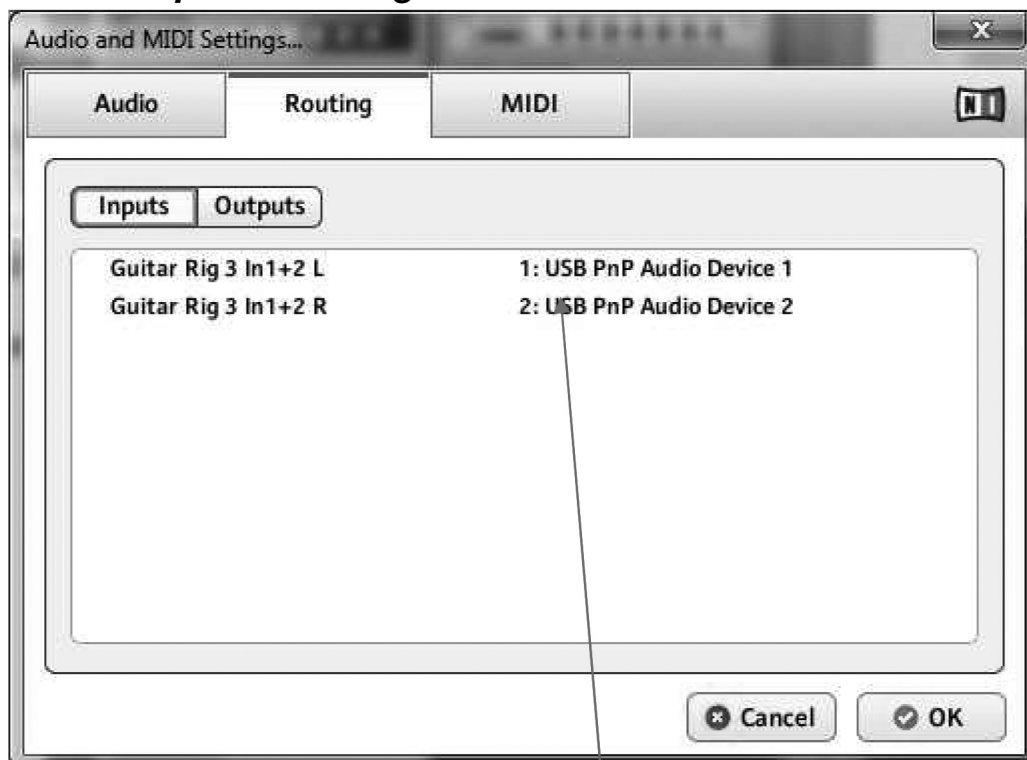 Audio and MIDI Settings...
Audio Routing MIDI
NI
Inputs Outputs
Guitar Rig 3 In1+2 L 1: USB PnP Audio Device 1
Guitar Rig 3 In1+2 R 2: USB PnP Audio Device 2
Cancel OK